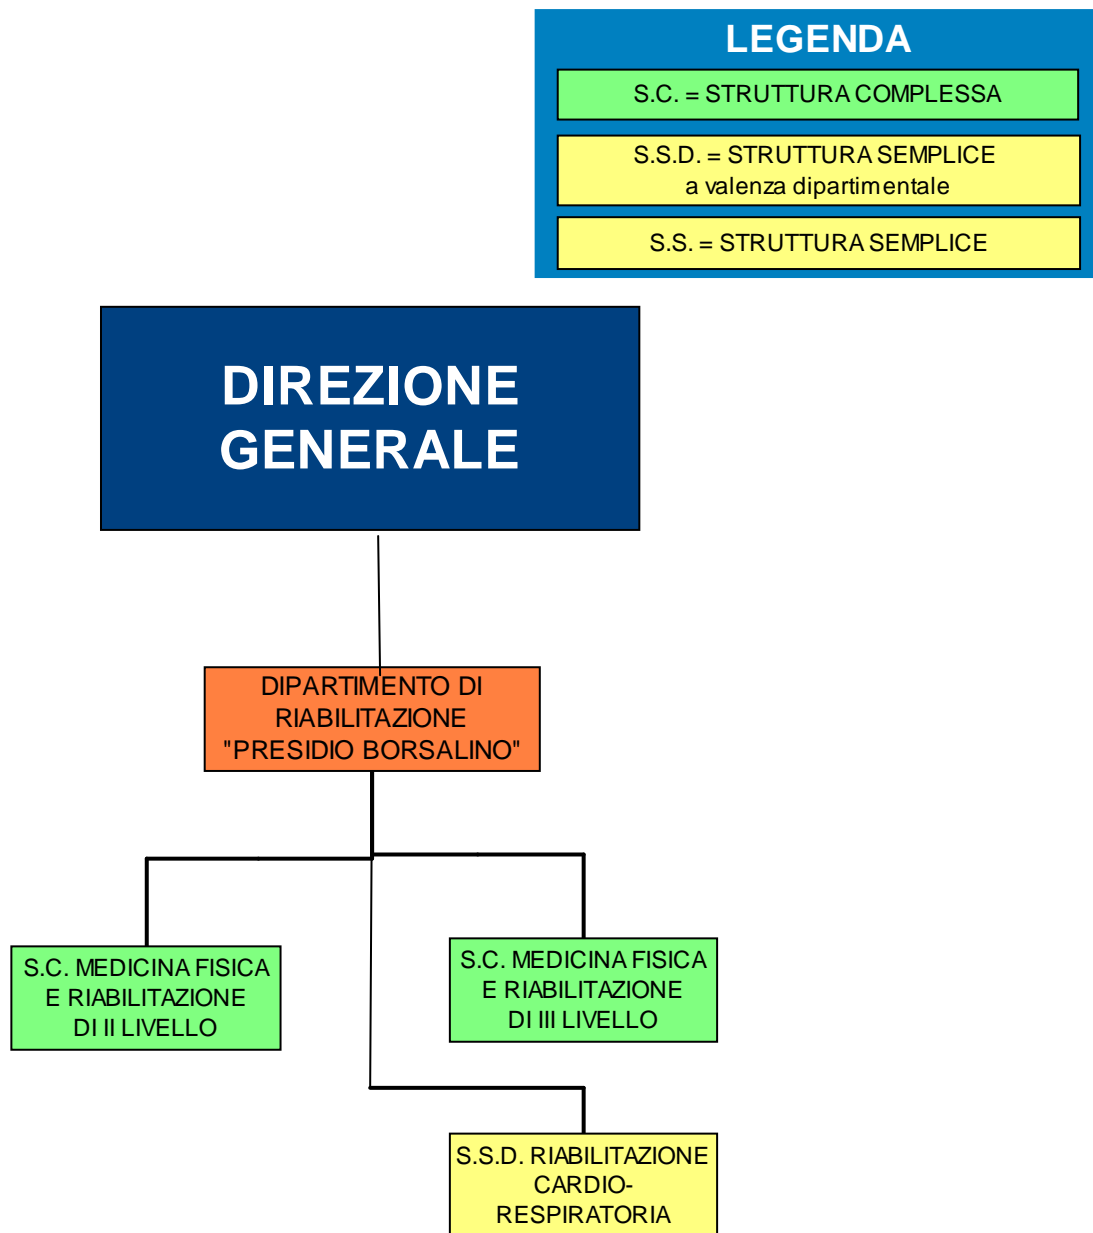 LEGENDA
S.C. = STRUTTURA COMPLESSA
S.S.D. = STRUTTURA SEMPLICE
a valenza dipartimentale
S.S. = STRUTTURA SEMPLICE
DIREZIONE
GENERALE
DIPARTIMENTO DI
RIABILITAZIONE
"PRESIDIO BORSALINO"
S.C. MEDICINA FISICA
E RIABILITAZIONE
DI II LIVELLO
S.C. MEDICINA FISICA
E RIABILITAZIONE
DI III LIVELLO
S.S.D. RIABILITAZIONE
CARDIO-
RESPIRATORIA